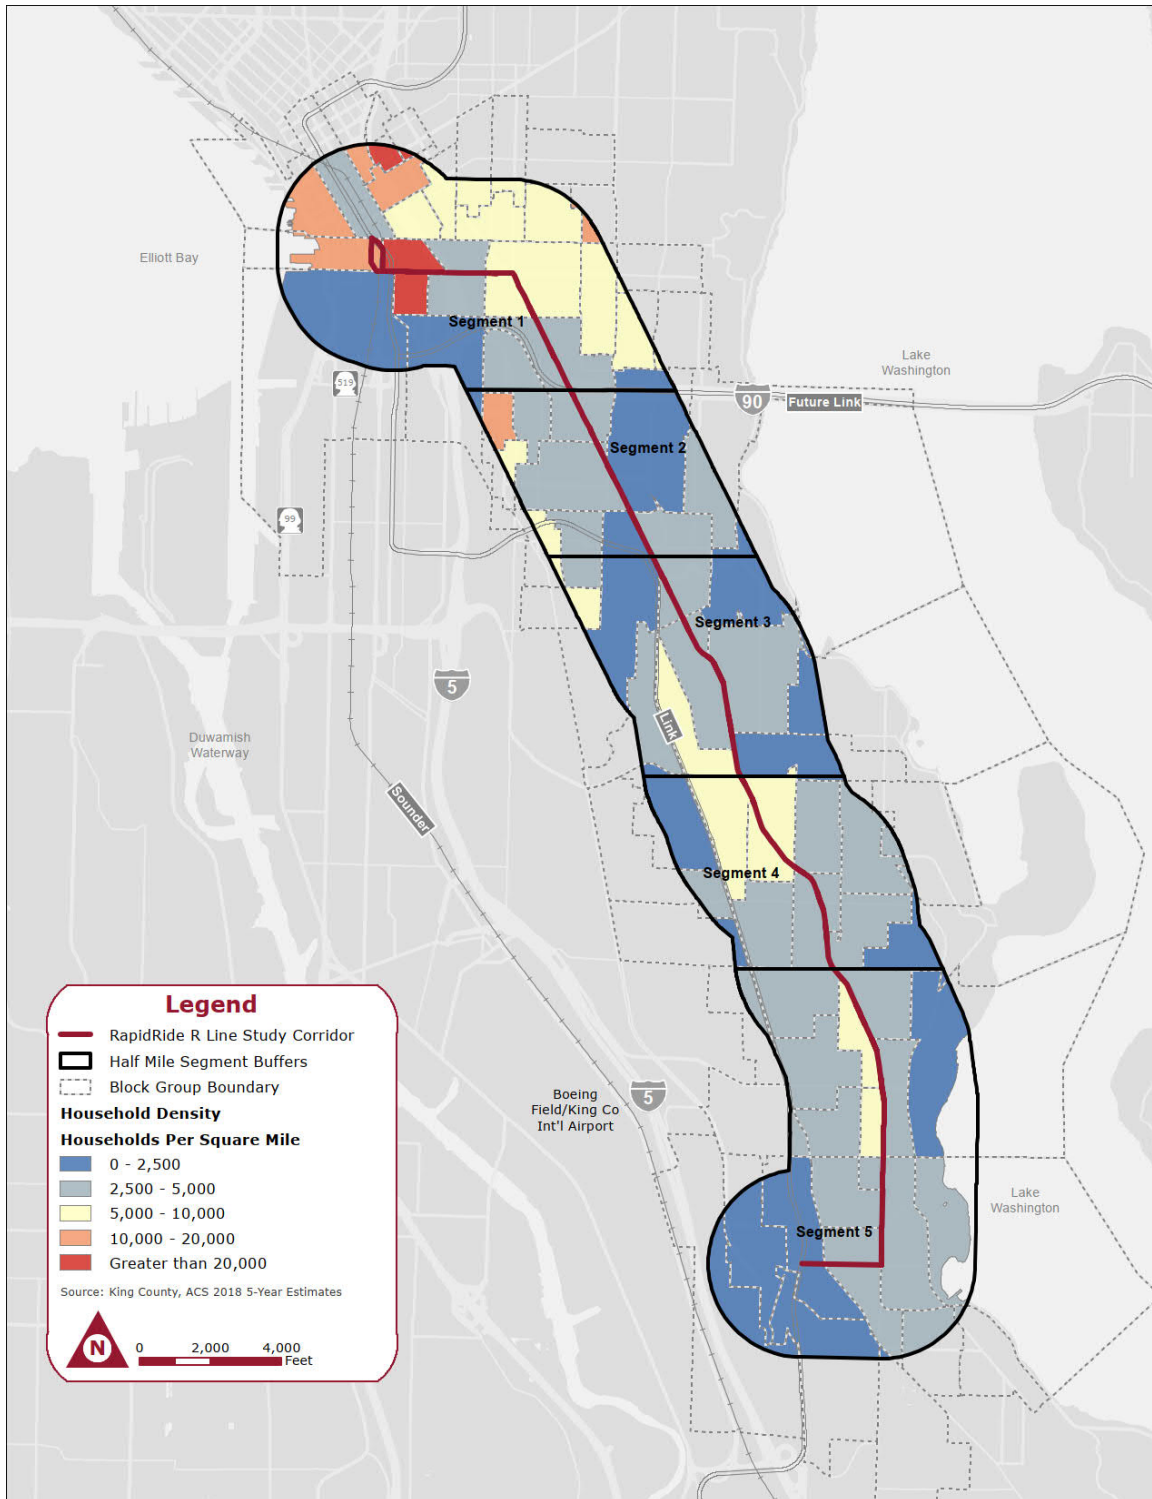 Elliott Bay
Segment 1
519
Lake
Washington
90
Future Link
Segment 2
99
Segment 3
5
Link
Duwamish
Waterway
Sounder
Segment 4
Boeing
Field/King Co
Int'l Airport
5
Lake
Washington
Segment 5
Legend
RapidRide R Line Study Corridor
Half Mile Segment Buffers
Block Group Boundary
Household Density
Households Per Square Mile
0 - 2,500
2,500 - 5,000
5,000 - 10,000
10,000 - 20,000
Greater than 20,000
Source: King County, ACS 2018 5-Year Estimates
N
0 2,000 4,000
Feet